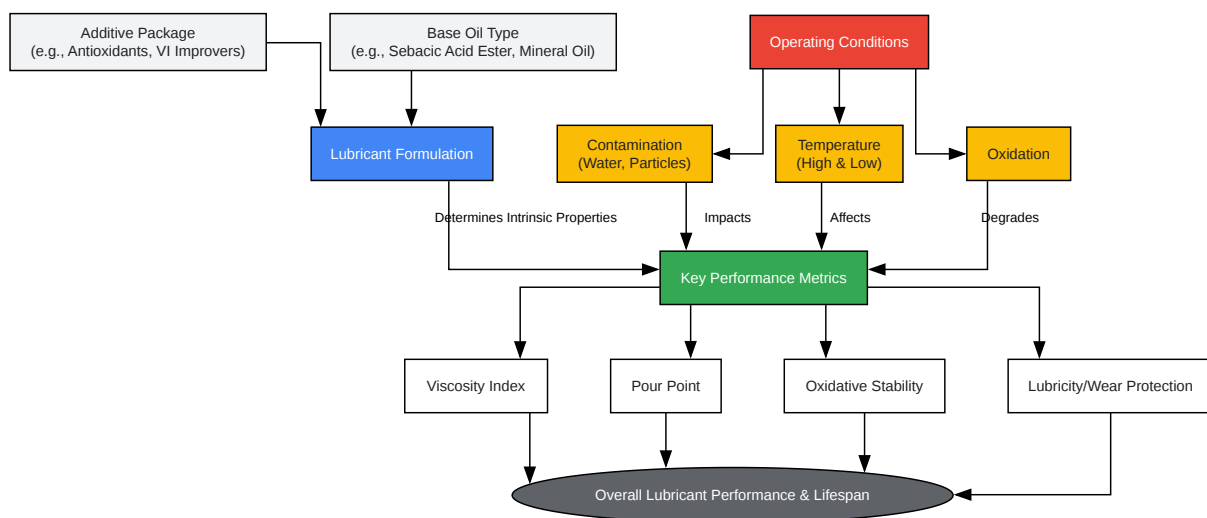 Additive Package
(e.g., Antioxidants, VI Improvers)
Base Oil Type
(e.g., Sebacic Acid Ester, Mineral Oil)
Operating Conditions
Lubricant Formulation
Contamination
(Water, Particles)
Temperature
(High & Low)
Oxidation
Determines Intrinsic Properties
Impacts
Affects
Degrades
Key Performance Metrics
Viscosity Index
Pour Point
Oxidative Stability
Lubricity/Wear Protection
Overall Lubricant Performance & Lifespan